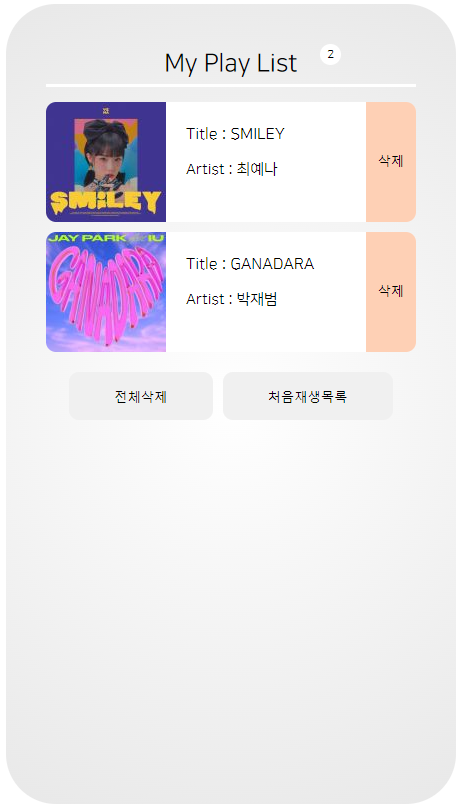 My Play List
2
SMiLEY
Title : SMILEY
Artist : 최예나
삭제
JAY PARK IU
GANADARA
Title : GANADARA
Artist : 박재범
삭제
전체삭제
처음재생목록